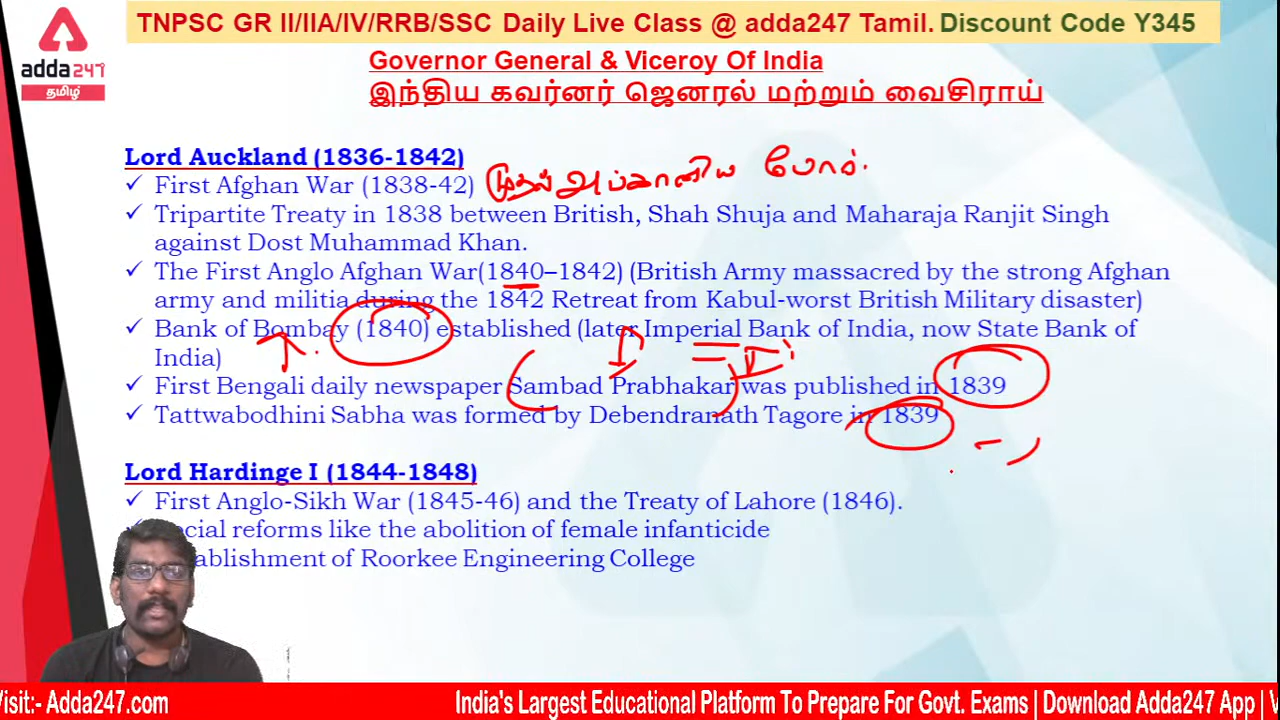 TNPSC GR II/IIA/IV/RRB/SSC Daily Live Class @ adda247 Tamil. Discount Code Y345
adda247
தமிழ்
Governor General & Viceroy Of India
இந்திய கவர்னர் ஜெனரல் மற்றும் வைசிராய்
Lord Auckland (1836-1842)
✓ First Afghan War (1838-42) முதல் அப்கானிய போர்.
✓ Tripartite Treaty in 1838 between British, Shah Shuja and Maharaja Ranjit Singh
against Dost Muhammad Khan.
✓ The First Anglo Afghan War(1840–1842) (British Army massacred by the strong Afghan
army and militia during the 1842 Retreat from Kabul-worst British Military disaster)
✓ Bank of Bombay (1840) established (later Imperial Bank of India, now State Bank of
India)
✓ First Bengali daily newspaper Sambad Prabhakar was published in 1839
✓ Tattwabodhini Sabha was formed by Debendranath Tagore in 1839
Lord Hardinge I (1844-1848)
✓ First Anglo-Sikh War (1845-46) and the Treaty of Lahore (1846).
✓ ocial reforms like the abolition of female infanticide
ablishment of Roorkee Engineering College
Visit:- Adda247.com India's Largest Educational Platform To Prepare For Govt. Exams | Download Adda247 App | V